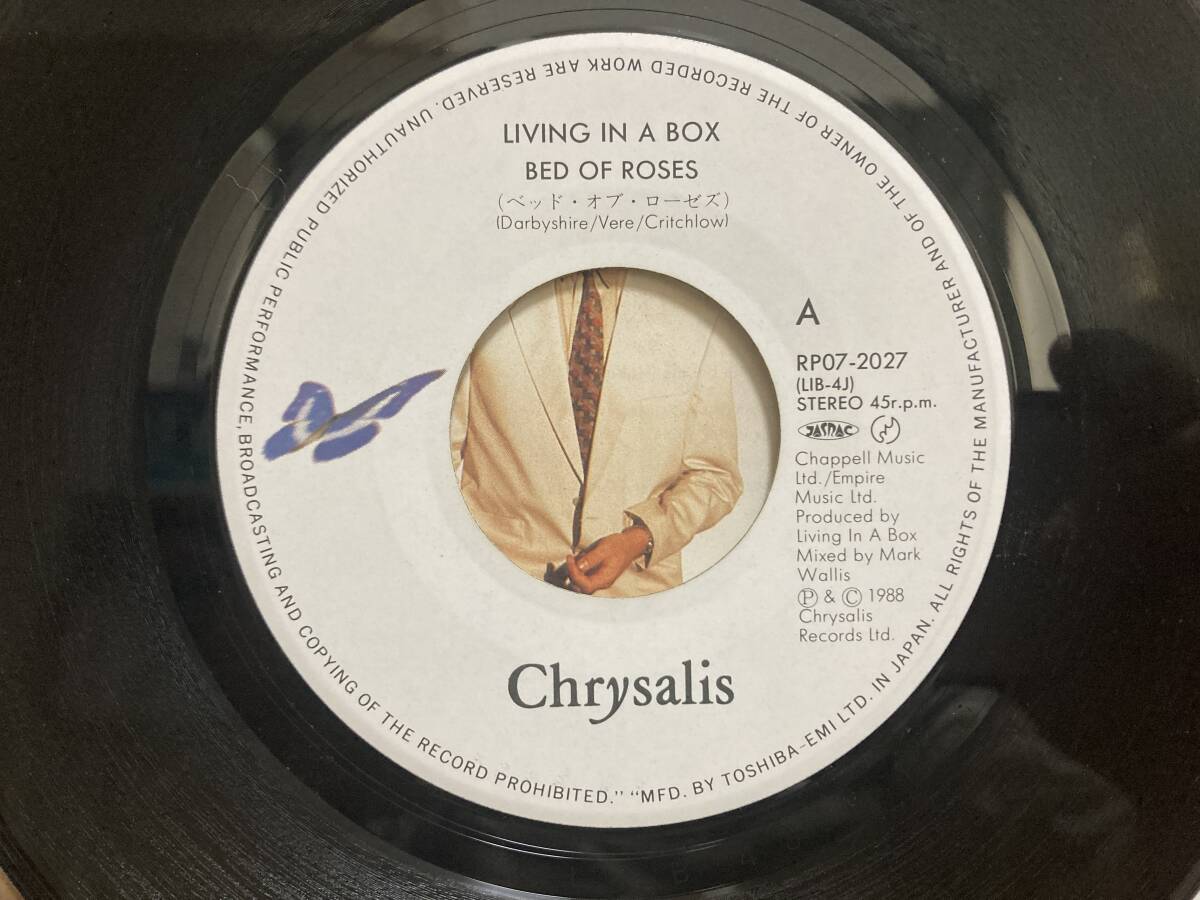 LIVING IN A BOX
BED OF ROSES
(ベッド・オブ・ローゼズ)
(Darbyshire/Vere/Critchlow)
A
RP07-2027
(LIB-4J)
STEREO 45r.p.m.
JASRAC
Chappell Music
Ltd./Empire
Music Ltd.
Produced by
Living In A Box
Mixed by Mark
Wallis
Ⓟ & © 1988
Chrysalis
Records Ltd.
Chrysalis
"MFD. BY TOSHIBA-EMI LTD. IN JAPAN. ALL RIGHTS OF THE MANUFACTURER AND OF THE OWNER OF THE RECORDED WORK ARE RESERVED. UNAUTHORIZED PUBLIC PERFORMANCE, BROADCASTING AND COPYING OF THE RECORD PROHIBITED."